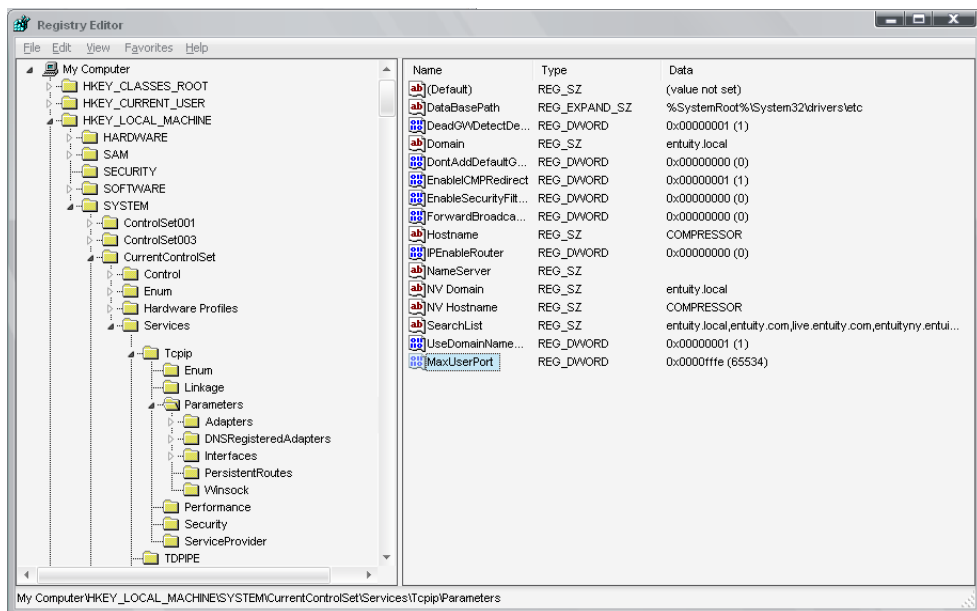 Registry Editor
File Edit View Favorites Help
My Computer
HKEY_CLASSES_ROOT
HKEY_CURRENT_USER
HKEY_LOCAL_MACHINE
HARDWARE
SAM
SECURITY
SOFTWARE
SYSTEM
ControlSet001
ControlSet003
CurrentControlSet
Control
Enum
Hardware Profiles
Services
Tcpip
Enum
Linkage
Parameters
Adapters
DNSRegisteredAdapters
Interfaces
PersistentRoutes
Winsock
Performance
Security
ServiceProvider
TDPIPE
Name Type Data
(Default) REG_SZ (value not set)
DataBasePath REG_EXPAND_SZ %SystemRoot%\System32\drivers\etc
DeadGWDetectDe... REG_DWORD 0x00000001 (1)
Domain REG_SZ entuity.local
DontAddDefaultG... REG_DWORD 0x00000000 (0)
EnableICMPRedirect REG_DWORD 0x00000001 (1)
EnableSecurityFilt... REG_DWORD 0x00000000 (0)
ForwardBroadca... REG_DWORD 0x00000000 (0)
Hostname REG_SZ COMPRESSOR
IPEnableRouter REG_DWORD 0x00000000 (0)
NameServer REG_SZ
NV Domain REG_SZ entuity.local
NV Hostname REG_SZ COMPRESSOR
SearchList REG_SZ entuity.local,entuity.com,live.entuity.com,entuityny.entui...
UseDomainName... REG_DWORD 0x00000001 (1)
MaxUserPort REG_DWORD 0x0000fffe (65534)
My Computer\HKEY_LOCAL_MACHINE\SYSTEM\CurrentControlSet\Services\Tcpip\Parameters